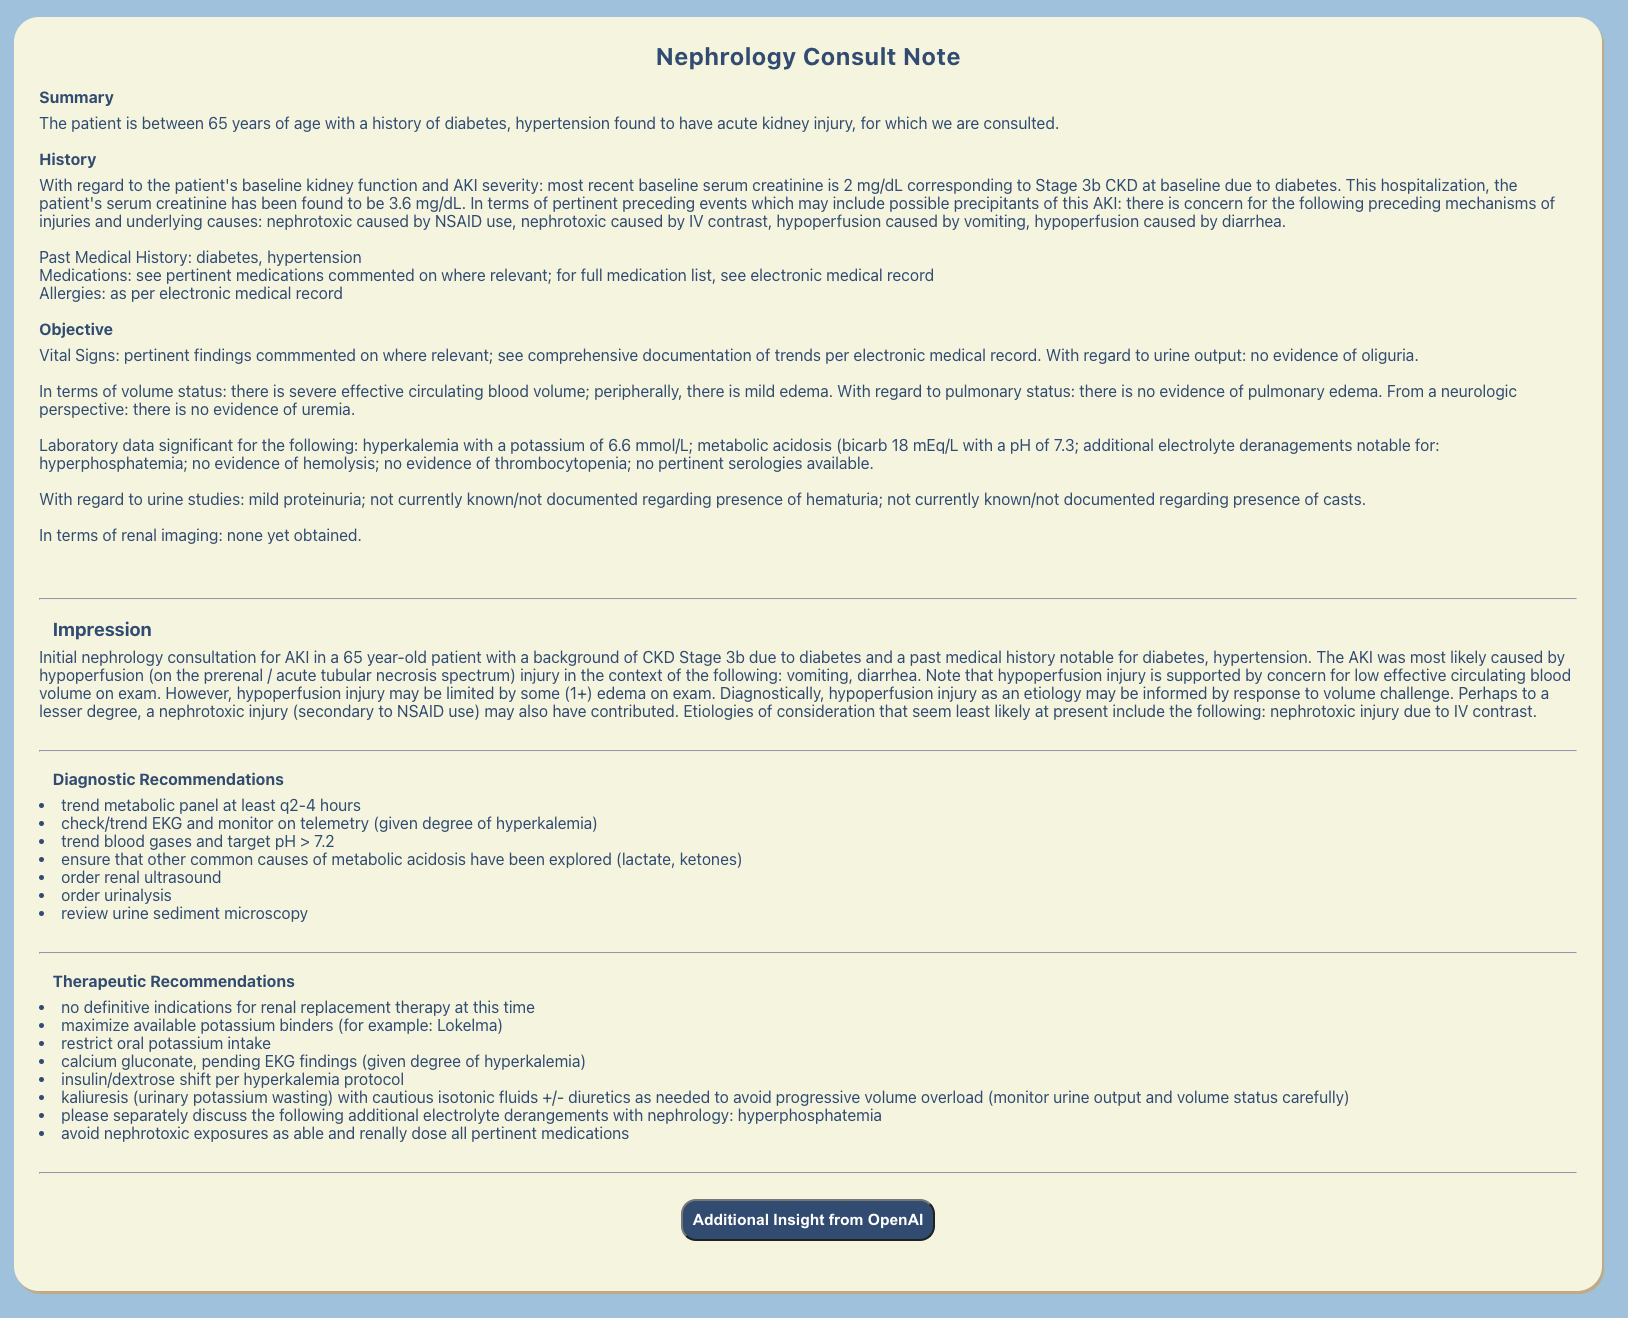 Nephrology Consult Note
Summary
The patient is between 65 years of age with a history of diabetes, hypertension found to have acute kidney injury, for which we are consulted.
History
With regard to the patient's baseline kidney function and AKI severity: most recent baseline serum creatinine is 2 mg/dL corresponding to Stage 3b CKD at baseline due to diabetes. This hospitalization, the
patient's serum creatinine has been found to be 3.6 mg/dL. In terms of pertinent preceding events which may include possible precipitants of this AKI: there is concern for the following preceding mechanisms of
injuries and underlying causes: nephrotoxic caused by NSAID use, nephrotoxic caused by IV contrast, hypoperfusion caused by vomiting, hypoperfusion caused by diarrhea.
Past Medical History: diabetes, hypertension
Medications: see pertinent medications commented on where relevant; for full medication list, see electronic medical record
Allergies: as per electronic medical record
Objective
Vital Signs: pertinent findings commmented on where relevant; see comprehensive documentation of trends per electronic medical record. With regard to urine output: no evidence of oliguria.
In terms of volume status: there is severe effective circulating blood volume; peripherally, there is mild edema. With regard to pulmonary status: there is no evidence of pulmonary edema. From a neurologic
perspective: there is no evidence of uremia.
Laboratory data significant for the following: hyperkalemia with a potassium of 6.6 mmol/L; metabolic acidosis (bicarb 18 mEq/L with a pH of 7.3; additional electrolyte deranagements notable for:
hyperphosphatemia; no evidence of hemolysis; no evidence of thrombocytopenia; no pertinent serologies available.
With regard to urine studies: mild proteinuria; not currently known/not documented regarding presence of hematuria; not currently known/not documented regarding presence of casts.
In terms of renal imaging: none yet obtained.
Impression
Initial nephrology consultation for AKI in a 65 year-old patient with a background of CKD Stage 3b due to diabetes and a past medical history notable for diabetes, hypertension. The AKI was most likely caused by
hypoperfusion (on the prerenal / acute tubular necrosis spectrum) injury in the context of the following: vomiting, diarrhea. Note that hypoperfusion injury is supported by concern for low effective circulating blood
volume on exam. However, hypoperfusion injury may be limited by some (1+) edema on exam. Diagnostically, hypoperfusion injury as an etiology may be informed by response to volume challenge. Perhaps to a
lesser degree, a nephrotoxic injury (secondary to NSAID use) may also have contributed. Etiologies of consideration that seem least likely at present include the following: nephrotoxic injury due to IV contrast.
Diagnostic Recommendations
• trend metabolic panel at least q2-4 hours
• check/trend EKG and monitor on telemetry (given degree of hyperkalemia)
• trend blood gases and target pH > 7.2
• ensure that other common causes of metabolic acidosis have been explored (lactate, ketones)
• order renal ultrasound
• order urinalysis
• review urine sediment microscopy
Therapeutic Recommendations
• no definitive indications for renal replacement therapy at this time
• maximize available potassium binders (for example: Lokelma)
• restrict oral potassium intake
• calcium gluconate, pending EKG findings (given degree of hyperkalemia)
• insulin/dextrose shift per hyperkalemia protocol
• kaliuresis (urinary potassium wasting) with cautious isotonic fluids +/- diuretics as needed to avoid progressive volume overload (monitor urine output and volume status carefully)
• please separately discuss the following additional electrolyte derangements with nephrology: hyperphosphatemia
• avoid nephrotoxic exposures as able and renally dose all pertinent medications
Additional Insight from OpenAI